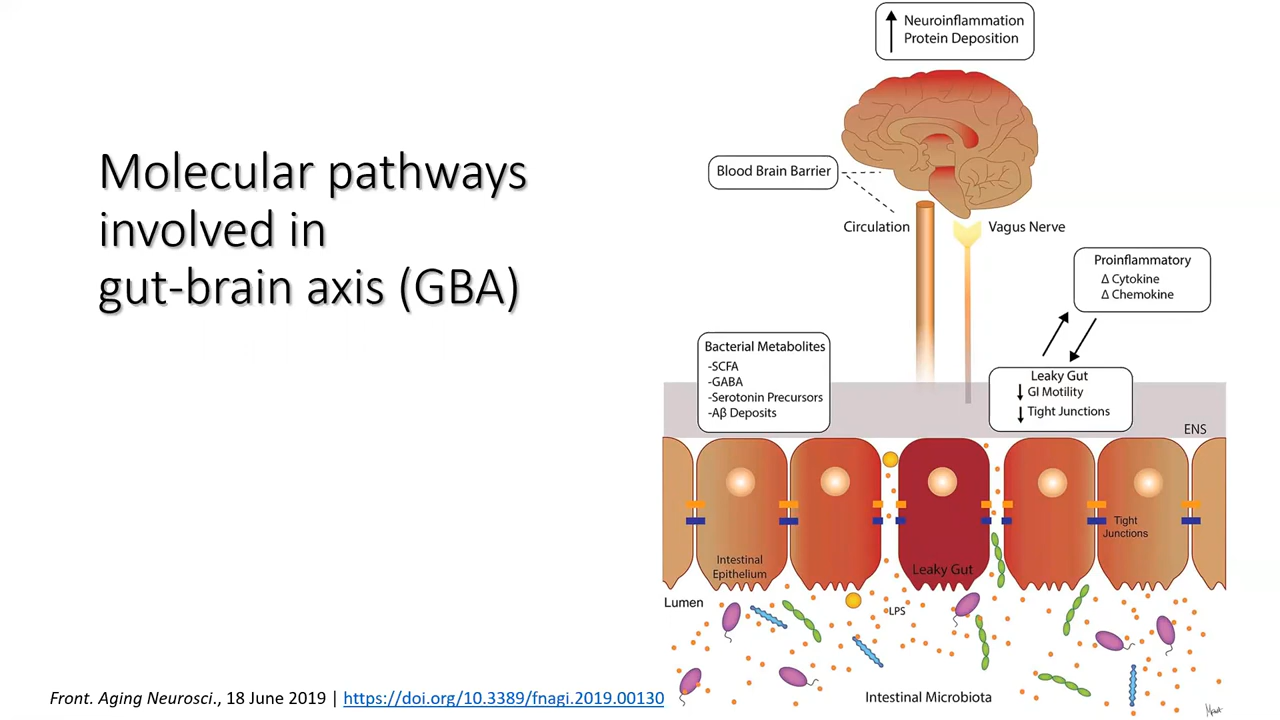 Molecular pathways
involved in
gut-brain axis (GBA)
Neuroinflammation
Protein Deposition
Blood Brain Barrier
Circulation
Vagus Nerve
Proinflammatory
Δ Cytokine
Δ Chemokine
Bacterial Metabolites
-SCFA
-GABA
-Serotonin Precursors
-Aβ Deposits
Leaky Gut
↓ GI Motility
↓ Tight Junctions
ENS
Tight
Junctions
Intestinal
Epithelium
Leaky Gut
Lumen
LPS
Intestinal Microbiota
Front. Aging Neurosci., 18 June 2019 | https://doi.org/10.3389/fnagi.2019.00130